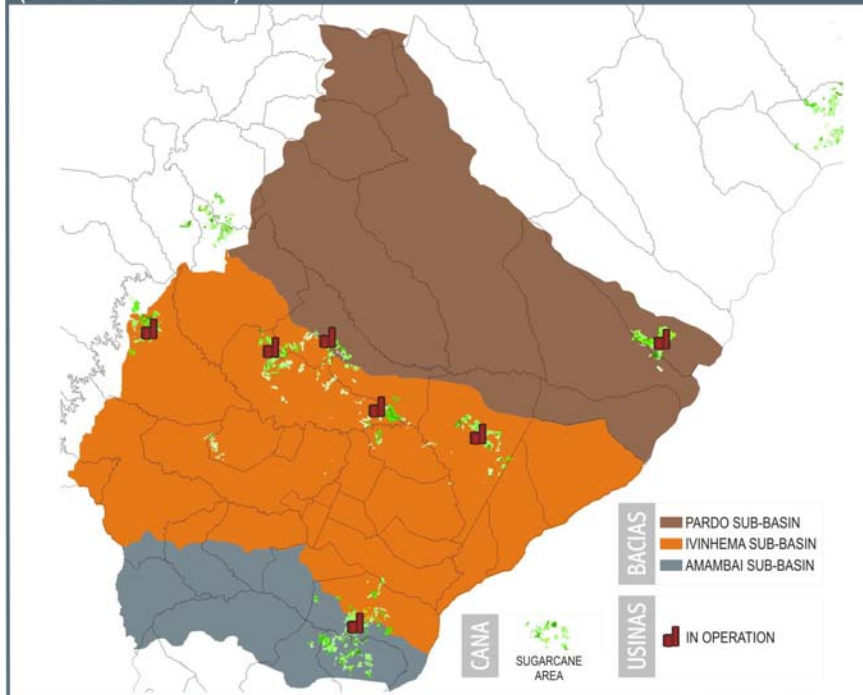 BACIAS
PARDO SUB-BASIN
IVINHEMA SUB-BASIN
AMAMBAI SUB-BASIN
CANA
SUGARCANE
AREA
USINAS
IN OPERATION